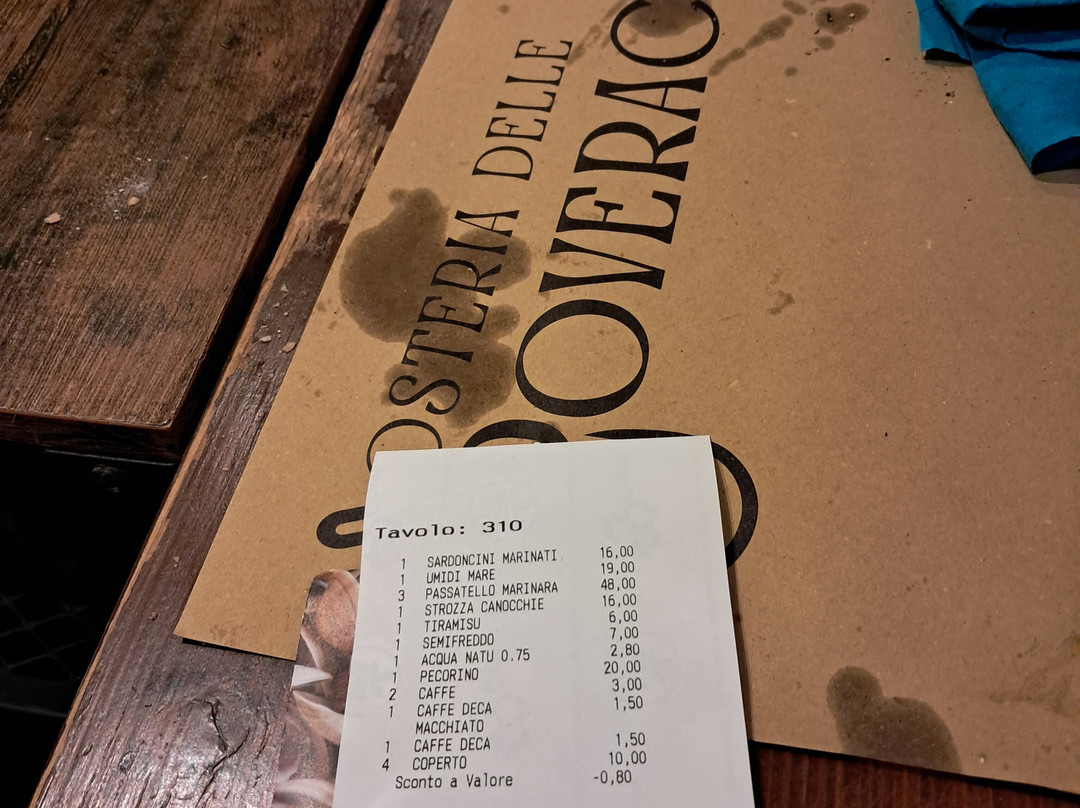 OSTERIA DELLE
Tavolo: 310
1 SARDONCINI MARINATI 16,00
1 UMIDI MARE 19,00
3 PASSATELLO MARINARA 48,00
1 STROZZA CANOCCHIE 16,00
1 TIRAMISU 6,00
1 SEMIFREDDO 7,00
1 ACQUA NATU 0.75 2,80
1 PECORINO 20,00
2 CAFFE 3,00
1 CAFFE DECA 1,50
MACCHIATO
1 CAFFE DECA 1,50
4 COPERTO 10,00
Sconto a Valore -0,80